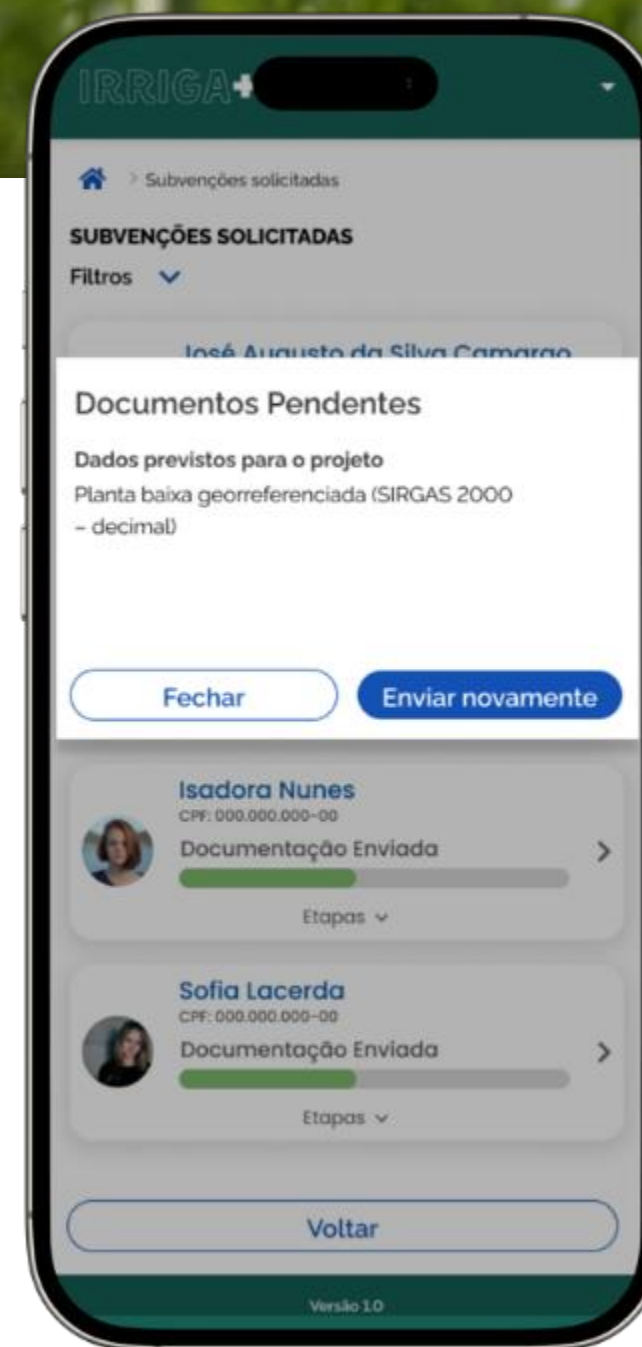 IRRIGA+
> Subvenções solicitadas
SUBVENÇÕES SOLICITADAS
Filtros
José Augusto da Silva Camargo
Documentos Pendentes
Dados previstos para o projeto
Planta baixa georreferenciada (SIRGAS 2000
– decimal)
Fechar
Enviar novamente
Isadora Nunes
CPF: 000.000.000-00
Documentação Enviada
Etapas
Sofia Lacerda
CPF: 000.000.000-00
Documentação Enviada
Etapas
Voltar
Versão 1.0